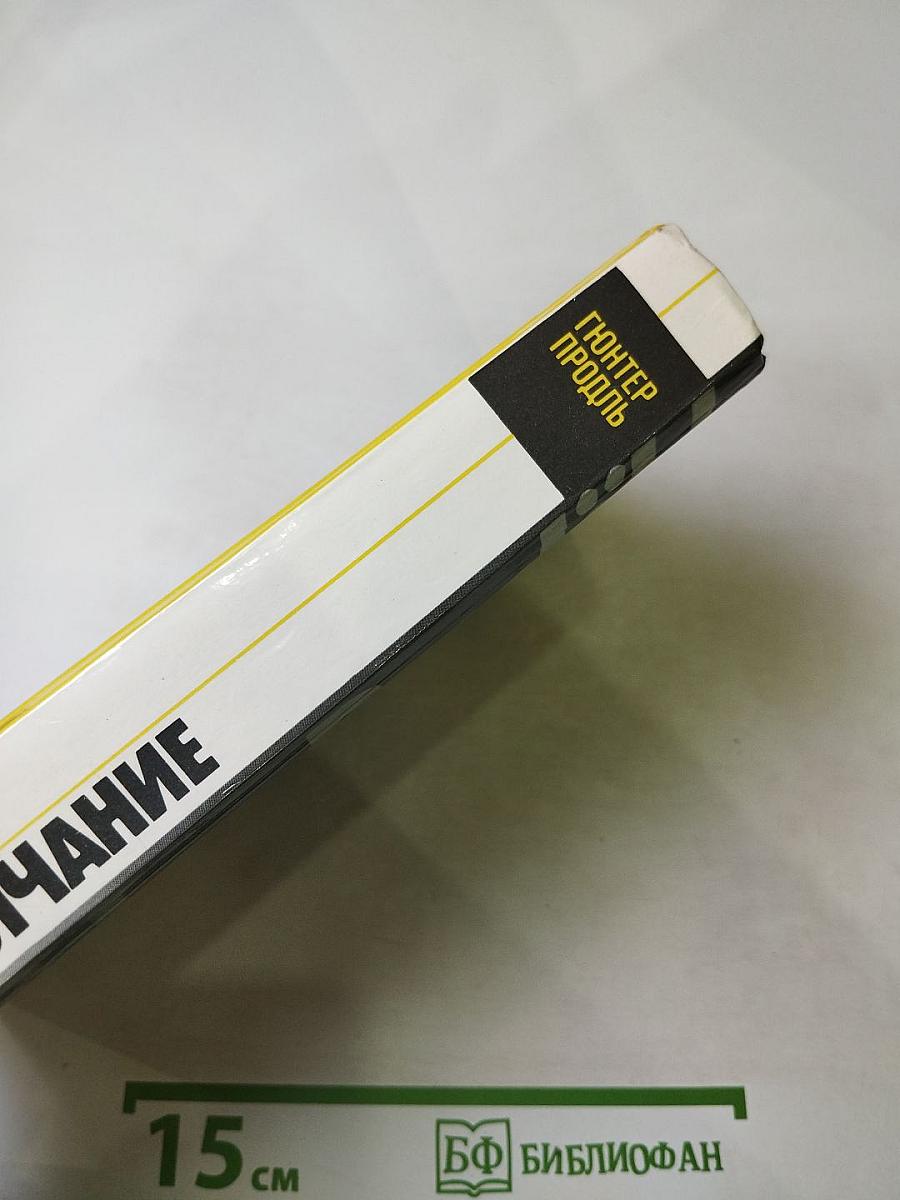 ГЮНТЕР
ПРОДЛЬ
ЧАНИЕ
15 см
БФ БИБЛИОФАН